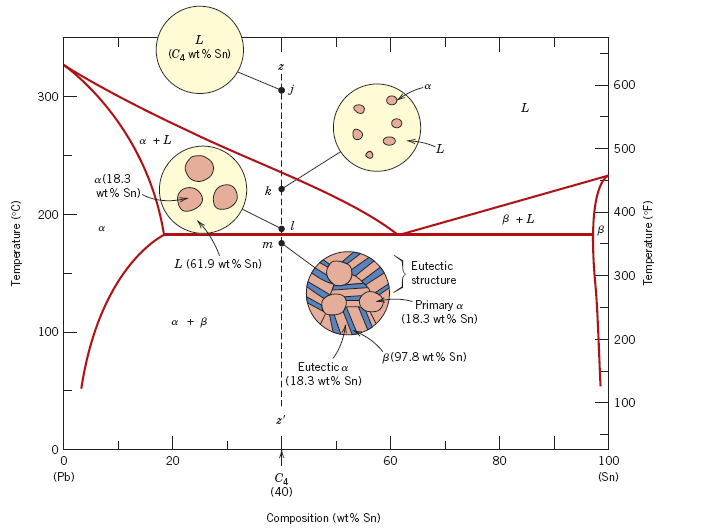 L
(C4 wt% Sn)
z
j
α
L
L
300
600
500
400
300
200
100
α + L
α(18.3
wt% Sn)
k
l
m
200
α
β + L
β
L (61.9 wt% Sn)
Eutectic
structure
Primary α
(18.3 wt% Sn)
α + β
100
β(97.8 wt% Sn)
Eutectic α
(18.3 wt% Sn)
z′
0
Temperature (°C)
Temperature (°F)
0
20
60
80
100
(Pb)
C4
(40)
(Sn)
Composition (wt% Sn)